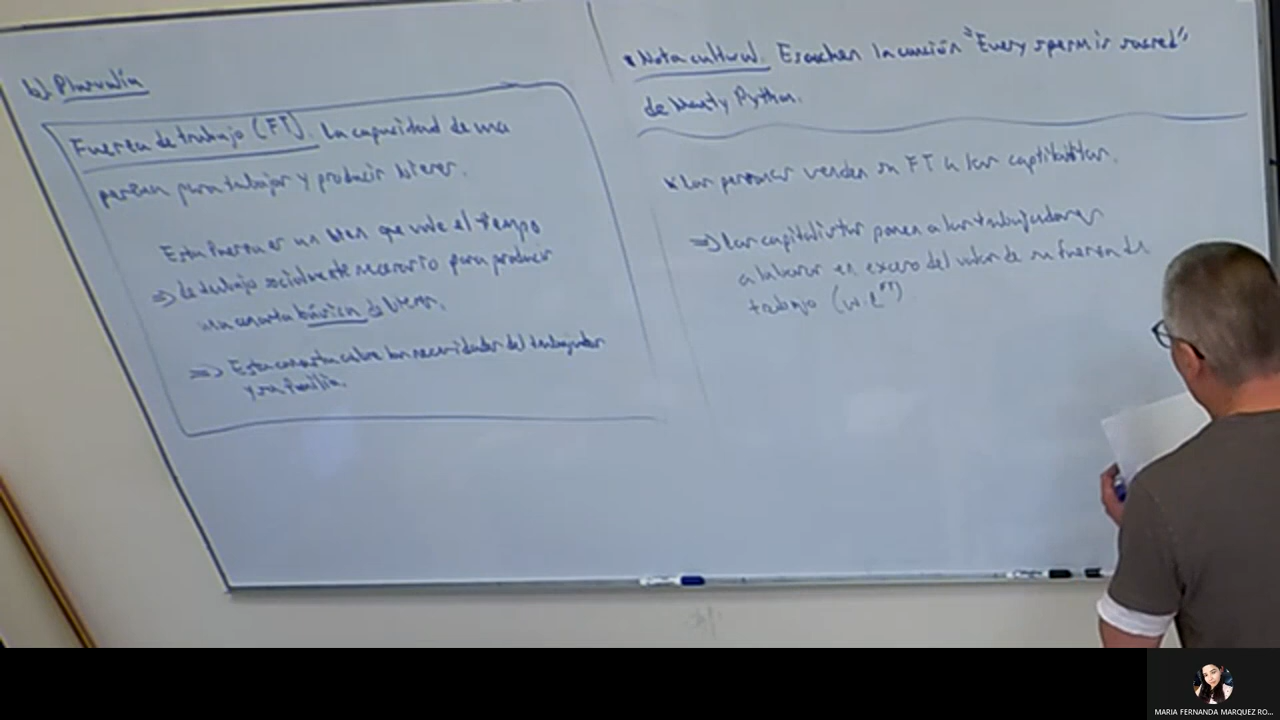 b) Plusvalía
Fuerza de trabajo (FT). La capacidad de una
persona para trabajar y producir bienes.
Esta fuerza es un bien que vale el tiempo
=> de trabajo socialmente necesario para producir
una canasta básica de bienes.
=> Esta canasta cubre las necesidades del trabajador
y su familia.
• Nota cultural. Escuchen la canción "Every sperm is sacred"
de Monty Python.
* Las personas venden su FT a los
=> Los capitalistas ponen a los trabajadores
a laborar en exceso del valor de su fuerza de
trabajo
MARIA FERNANDA MARQUEZ RO...